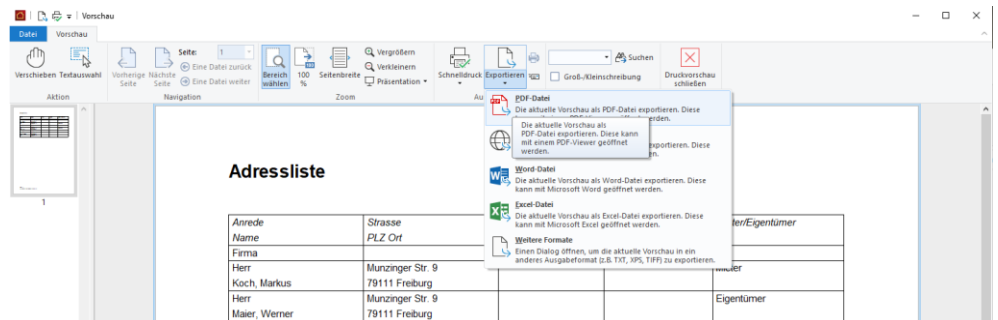 Vorschau
Datei Vorschau
Verschieben Textauswahl
Aktion
Vorherige Seite Nächste Seite
Seite: 1
Eine Datei zurück
Eine Datei weiter
Navigation
Bereich wählen
100 %
Seitenbreite
Vergrößern
Verkleinern
Präsentation
Zoom
Schnelldruck Exportieren
Au
Suchen
Groß-/Kleinschreibung
Druckvorschau schließen
PDF-Datei
Die aktuelle Vorschau als PDF-Datei exportieren. Diese
erden.
Die aktuelle Vorschau als
PDF-Datei exportieren. Diese kann
mit einem PDF-Viewer geöffnet
werden.
xportieren. Diese
en.
Word-Datei
Die aktuelle Vorschau als Word-Datei exportieren. Diese
kann mit Microsoft Word geöffnet werden.
Excel-Datei
Die aktuelle Vorschau als Excel-Datei exportieren. Diese
kann mit Microsoft Excel geöffnet werden.
Weitere Formate
Einen Dialog öffnen, um die aktuelle Vorschau in ein
anderes Ausgabeformat (z.B. TXT, XPS, TIFF) zu exportieren.
1
Adressliste
Anrede Strasse ter/Eigentümer
Name PLZ Ort
Firma
Herr Munzinger Str. 9 Mieter
Koch, Markus 79111 Freiburg
Herr Munzinger Str. 9 Eigentümer
Maier, Werner 79111 Freiburg